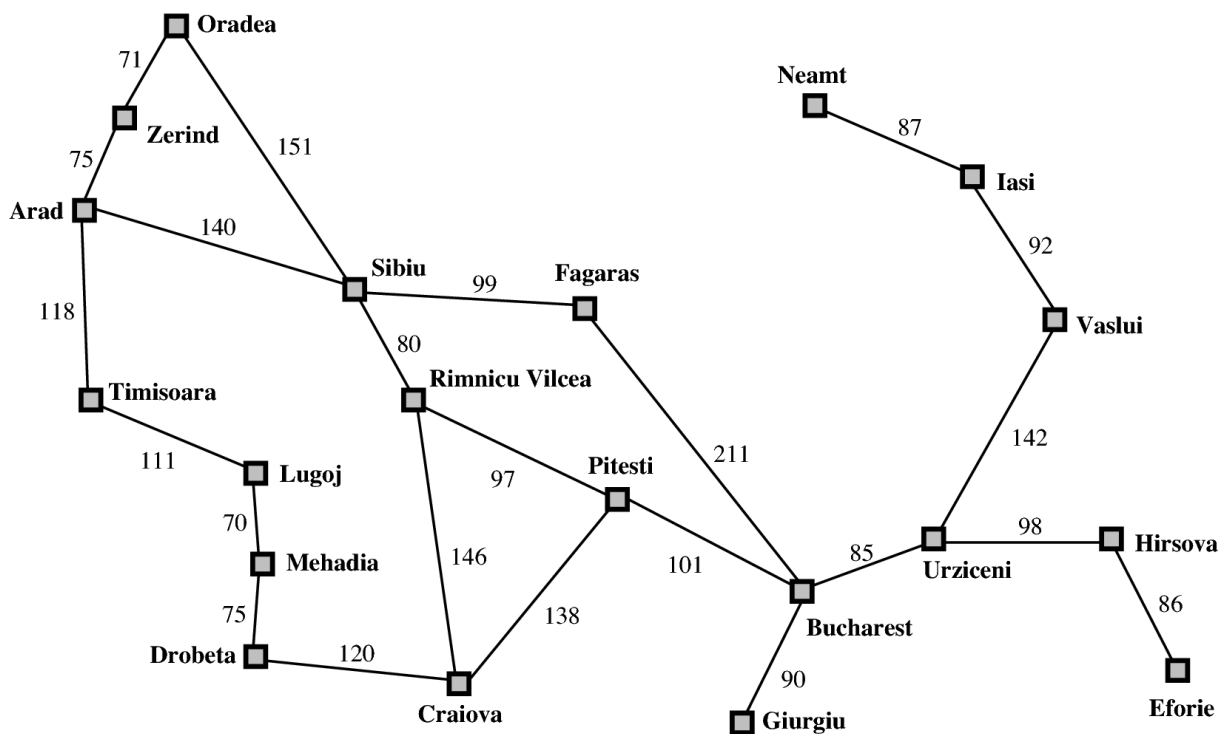 Oradea
71
Neamt
87
Zerind
151
75
Iasi
Arad
140
92
Sibiu
99
Fagaras
118
Vaslui
80
Timisoara
Rimnicu Vilcea
142
111
211
Lugoj
97
Pitesti
70
98
Hirsova
146
85
Mehadia
101
Urziceni
86
75
138
Bucharest
Drobeta
120
90
Craiova
Giurgiu
Eforie